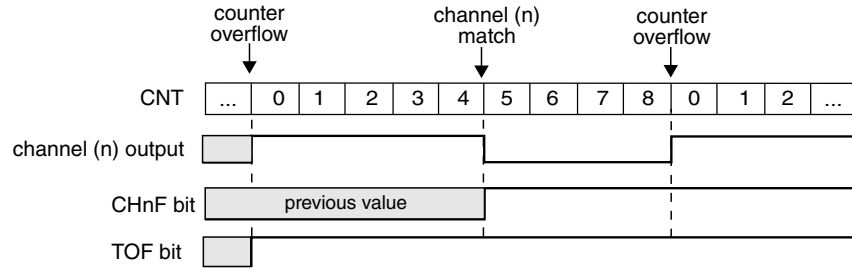 counter overflow
channel (n) match
counter overflow
CNT ... 0 1 2 3 4 5 6 7 8 0 1 2 ...
channel (n) output
CHnF bit previous value
TOF bit